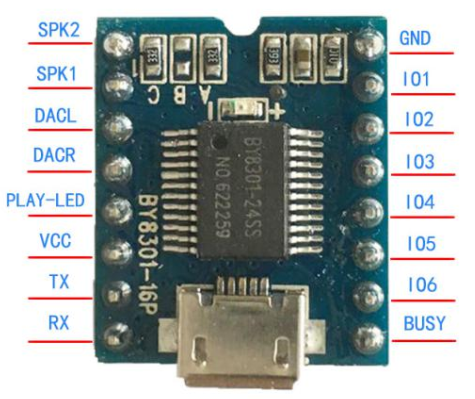 SPK2
SPK1
DACL
DACR
PLAY-LED
VCC
TX
RX
GND
IO1
IO2
IO3
IO4
IO5
IO6
BUSY
C B A
+
BY8301-24SS
NO.622259
BY8301-16P